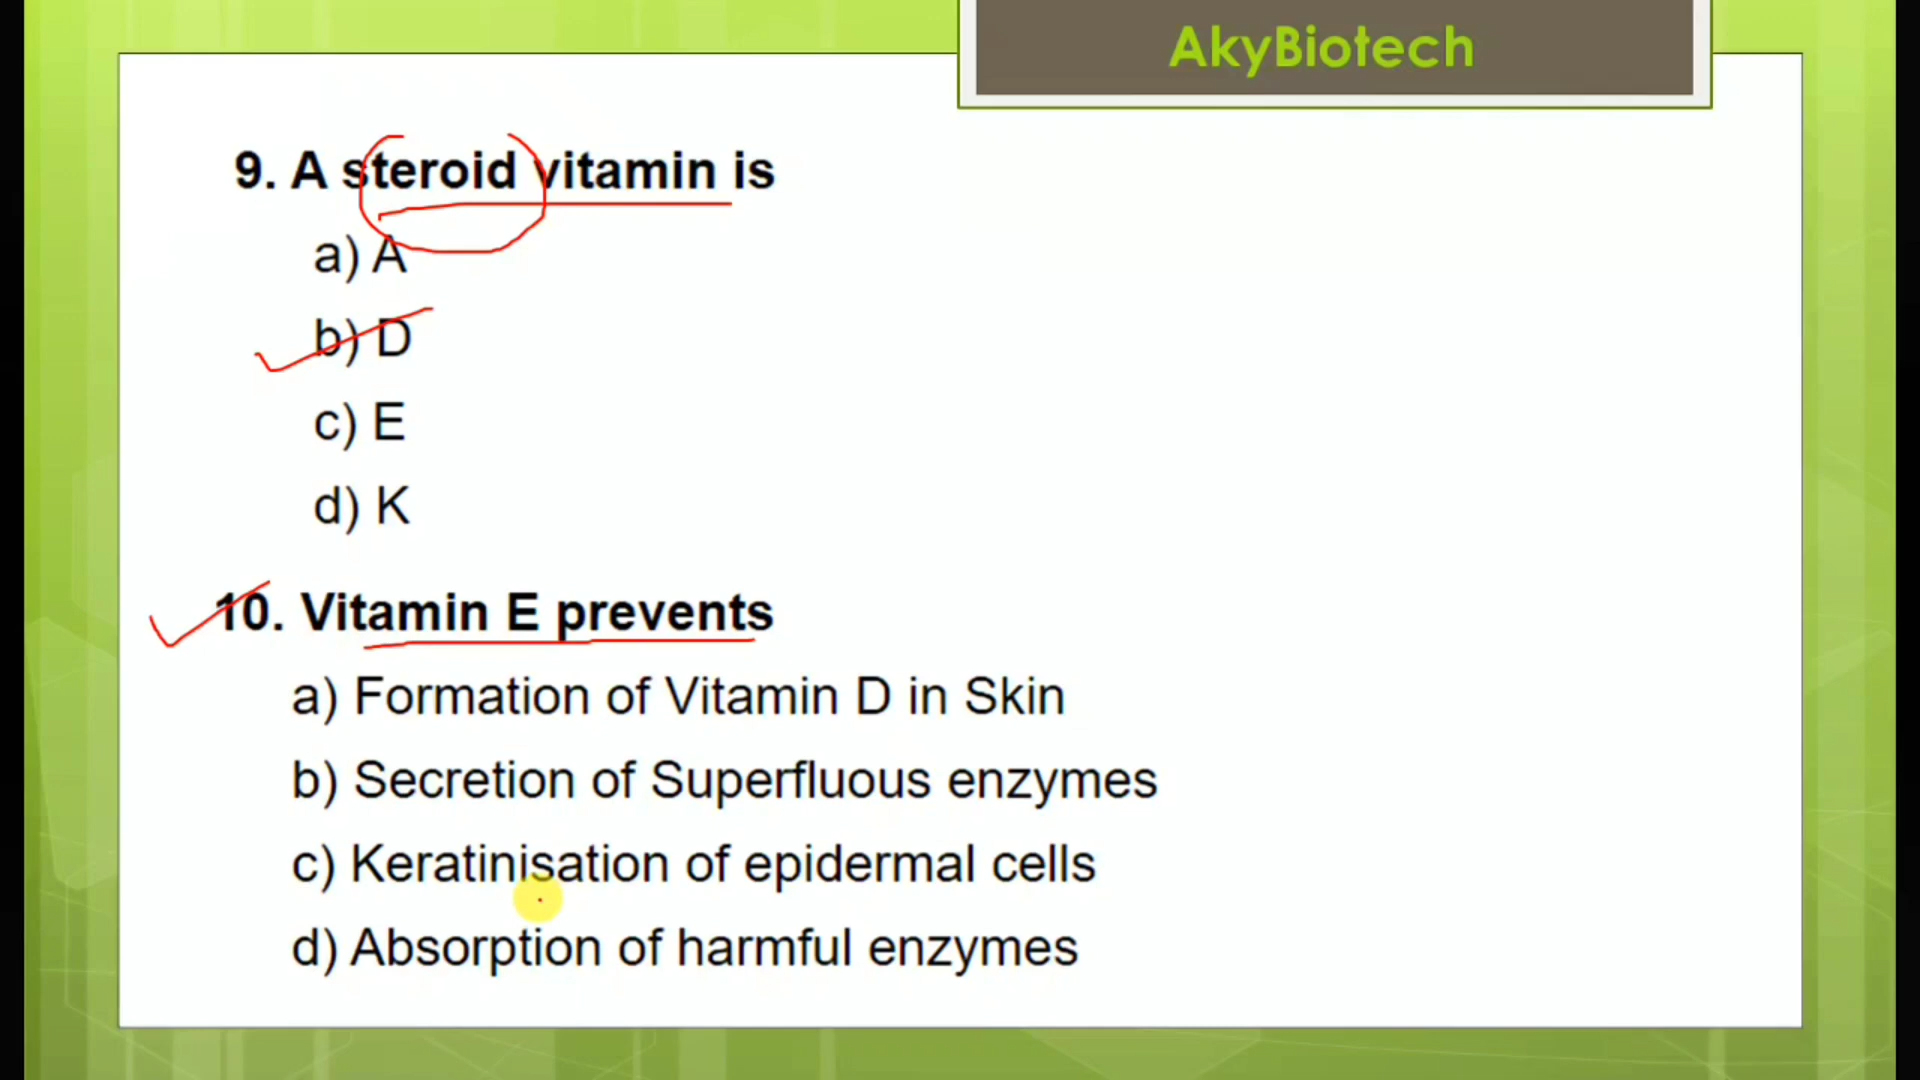 AkyBiotech
9. A steroid vitamin is
a) A
b) D
c) E
d) K
10. Vitamin E prevents
a) Formation of Vitamin D in Skin
b) Secretion of Superfluous enzymes
c) Keratinisation of epidermal cells
d) Absorption of harmful enzymes